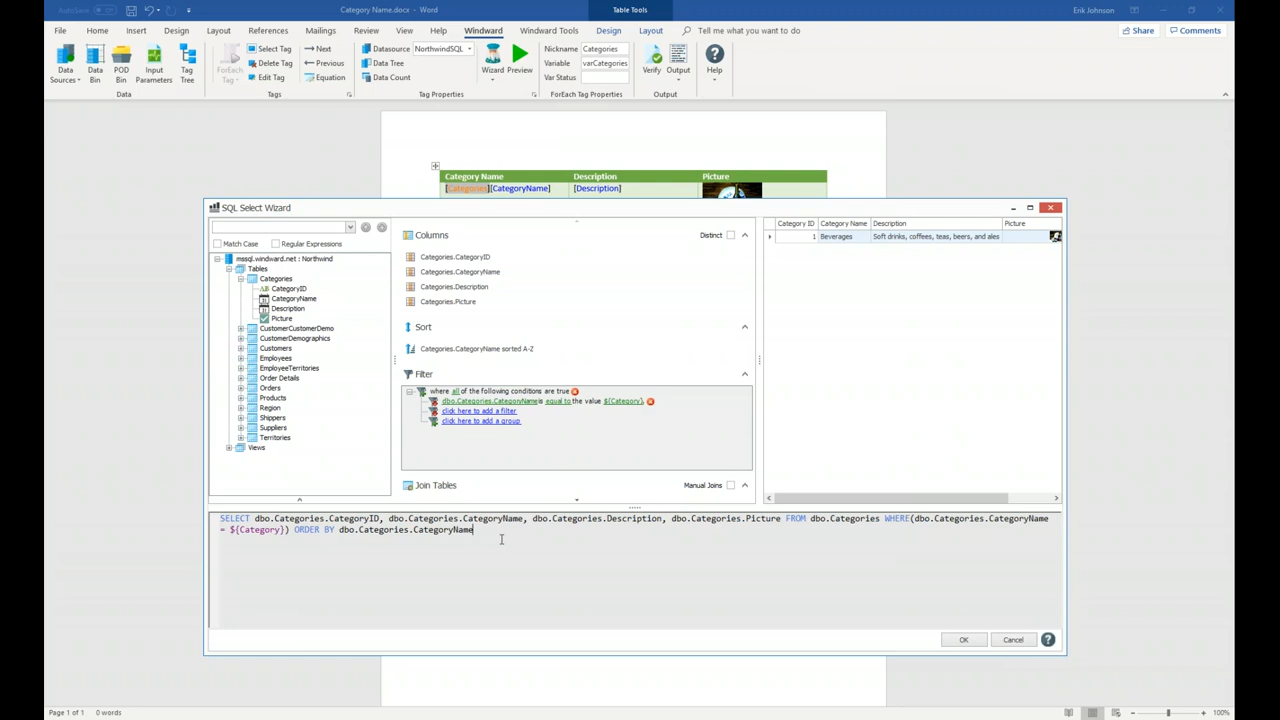 AutoSave Off
Category Name.docx - Word
Table Tools
Erik Johnson
File Home Insert Design Layout References Mailings Review View Help Windward Windward Tools Design Layout Tell me what you want to do
Share Comments
Data Sources
Data Bin
POD Bin
Input Parameters
Tag Tree
Data
ForEach Tag
Select Tag
Delete Tag
Edit Tag
Next
Previous
Equation
Tags
Datasource NorthwindSQL
Data Tree
Data Count
Wizard
Preview
Tag Properties
Nickname Categories
Variable varCategories
Var Status
ForEach Tag Properties
Verify
Output
Output
Help
Category Name Description Picture
[Categories][CategoryName] [Description]
SQL Select Wizard
Match Case Regular Expressions
mssql.windward.net : Northwind
Tables
Categories
CategoryID
CategoryName
Description
Picture
CustomerCustomerDemo
CustomerDemographics
Customers
Employees
EmployeeTerritories
Order Details
Orders
Products
Region
Shippers
Suppliers
Territories
Views
Columns Distinct
Categories.CategoryID
Categories.CategoryName
Categories.Description
Categories.Picture
Sort
Categories.CategoryName sorted A-Z
Filter
where all of the following conditions are true
dbo.Categories.CategoryName is equal to the value ${Category}.
click here to add a filter
click here to add a group
Join Tables Manual Joins
Category ID Category Name Description Picture
1 Beverages Soft drinks, coffees, teas, beers, and ales
SELECT dbo.Categories.CategoryID, dbo.Categories.CategoryName, dbo.Categories.Description, dbo.Categories.Picture FROM dbo.Categories WHERE(dbo.Categories.CategoryName
= ${Category}) ORDER BY dbo.Categories.CategoryName
OK Cancel
Page 1 of 1 0 words
100%